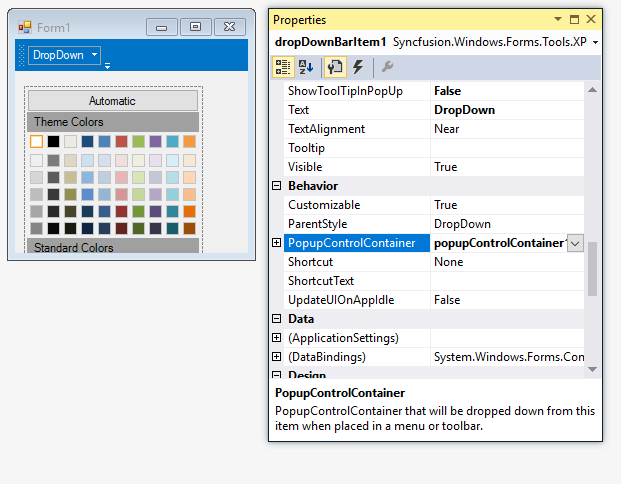 Form1
DropDown
Automatic
Theme Colors
Standard Colors
Properties
dropDownBarItem1 Syncfusion.Windows.Forms.Tools.XP
ShowToolTipInPopUp False
Text DropDown
TextAlignment Near
Tooltip
Visible True
Behavior
Customizable True
ParentStyle DropDown
PopupControlContainer popupControlContainer1
Shortcut None
ShortcutText
UpdateUIOnAppIdle False
Data
(ApplicationSettings)
(DataBindings) System.Windows.Forms.Con
Design
PopupControlContainer
PopupControlContainer that will be dropped down from this
item when placed in a menu or toolbar.